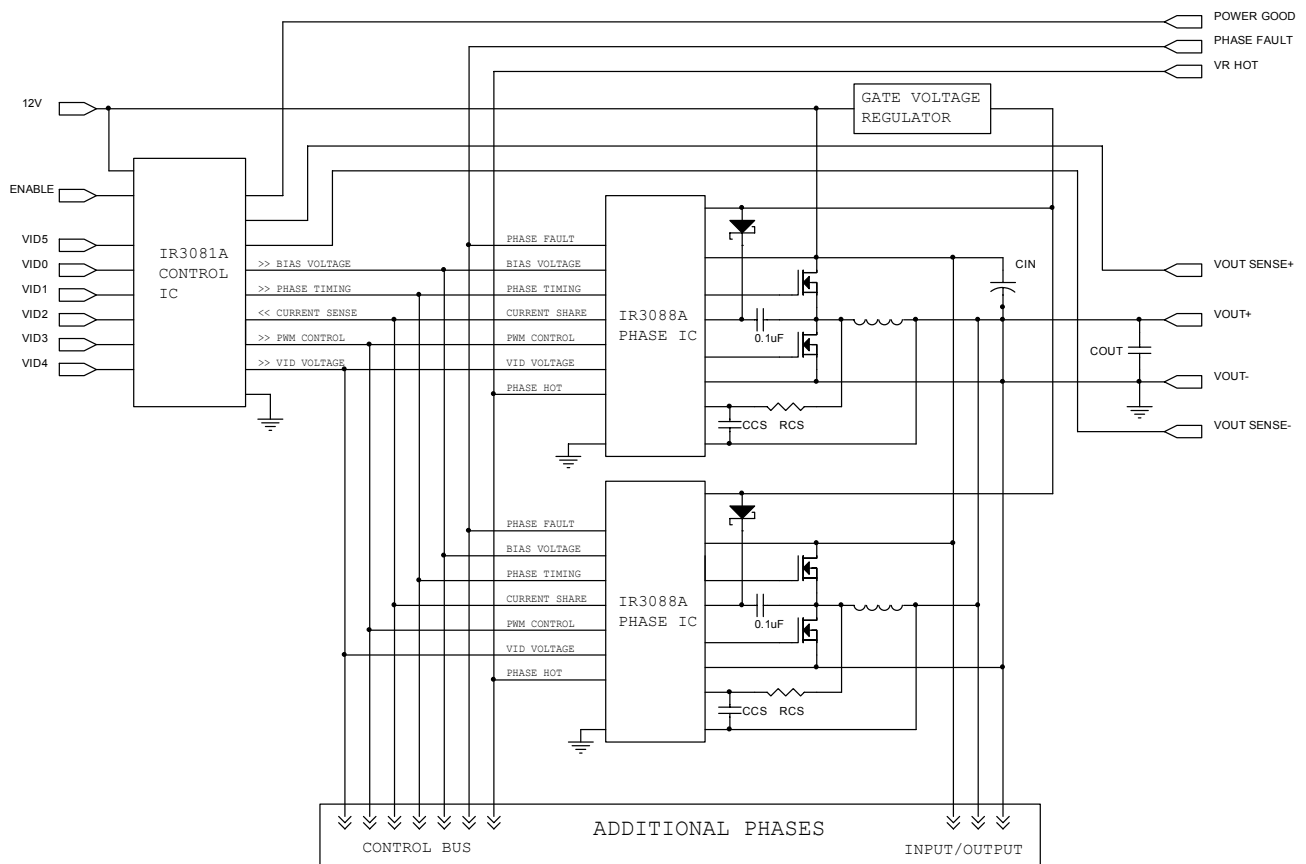 POWER GOOD
PHASE FAULT
VR HOT
12V
GATE VOLTAGE
REGULATOR
ENABLE
VID5
VID0
VID1
VID2
VID3
VID4
IR3081A
CONTROL
IC
>> BIAS VOLTAGE
>> PHASE TIMING
<< CURRENT SENSE
>> PWM CONTROL
>> VID VOLTAGE
PHASE FAULT
BIAS VOLTAGE
PHASE TIMING
CURRENT SHARE
PWM CONTROL
VID VOLTAGE
PHASE HOT
IR3088A
PHASE IC
0.1uF
CCS
RCS
CIN
COUT
VOUT SENSE+
VOUT+
VOUT-
VOUT SENSE-
PHASE FAULT
BIAS VOLTAGE
PHASE TIMING
CURRENT SHARE
PWM CONTROL
VID VOLTAGE
PHASE HOT
IR3088A
PHASE IC
0.1uF
CCS
RCS
ADDITIONAL PHASES
CONTROL BUS
INPUT/OUTPUT